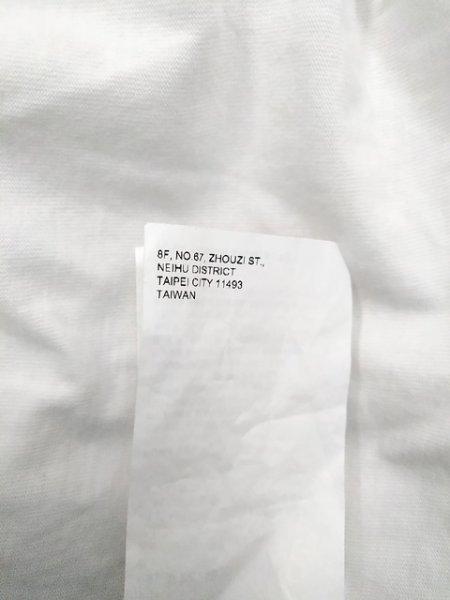 8F, NO.67, ZHOUZI ST.,
NEIHU DISTRICT
TAIPEI CITY 11493
TAIWAN